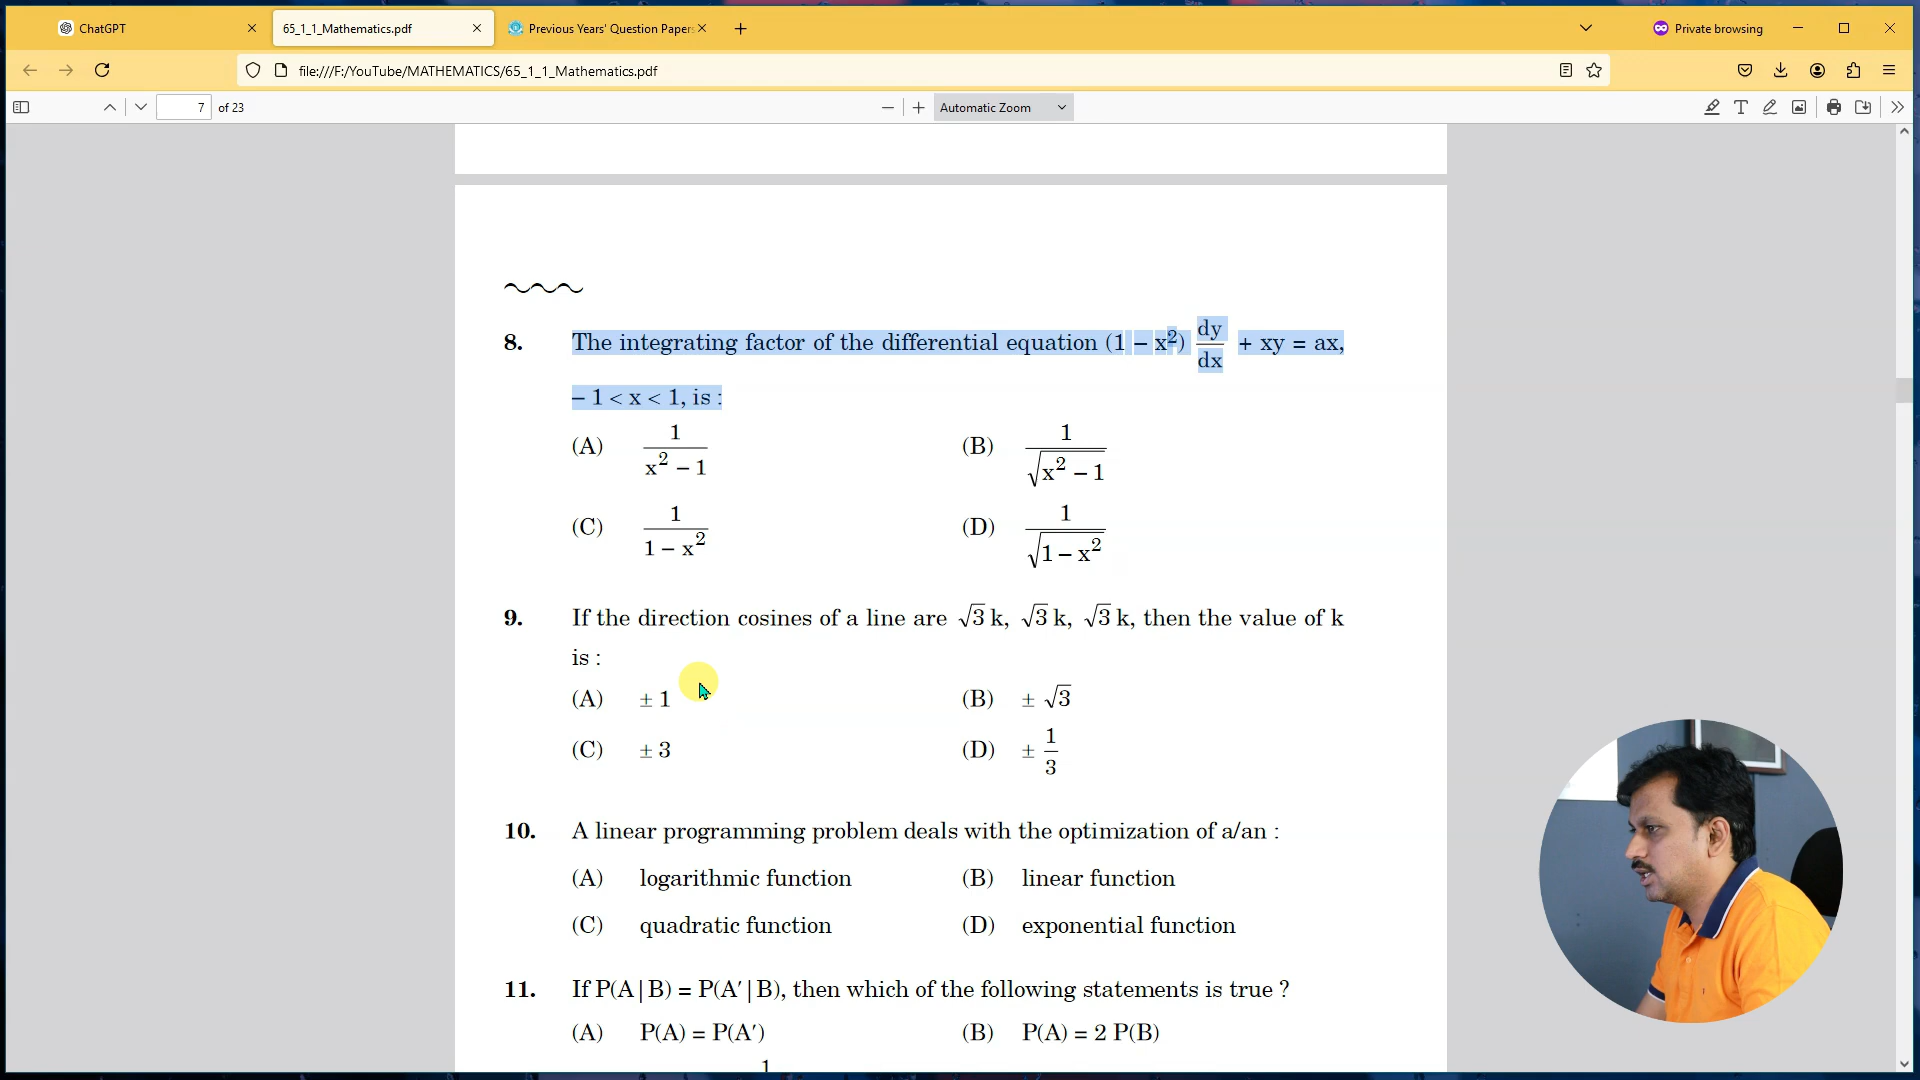 ChatGPT
65_1_1_Mathematics.pdf
Previous Years' Question Papers
Private browsing
file:///F:/YouTube/MATHEMATICS/65_1_1_Mathematics.pdf
7 of 23
Automatic Zoom
8. The integrating factor of the differential equation (1 – x²) dy/dx + xy = ax,
– 1 < x < 1, is :
(A) 1/(x² – 1) (B) 1/√(x² – 1)
(C) 1/(1 – x²) (D) 1/√(1 – x²)
9. If the direction cosines of a line are √3 k, √3 k, √3 k, then the value of k
is :
(A) ± 1 (B) ± √3
(C) ± 3 (D) ± 1/3
10. A linear programming problem deals with the optimization of a/an :
(A) logarithmic function (B) linear function
(C) quadratic function (D) exponential function
11. If P(A|B) = P(A′|B), then which of the following statements is true ?
(A) P(A) = P(A′) (B) P(A) = 2 P(B)
1